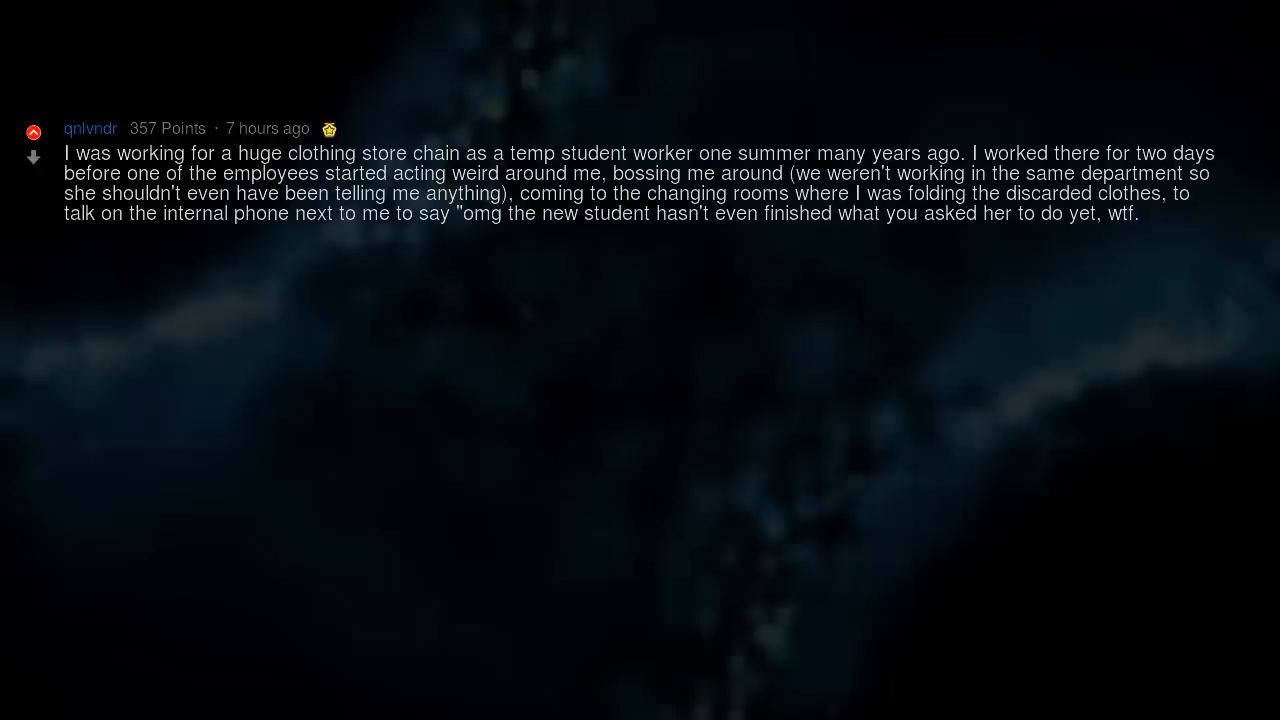 qnlvndr 357 Points · 7 hours ago
I was working for a huge clothing store chain as a temp student worker one summer many years ago. I worked there for two days
before one of the employees started acting weird around me, bossing me around (we weren't working in the same department so
she shouldn't even have been telling me anything), coming to the changing rooms where I was folding the discarded clothes, to
talk on the internal phone next to me to say "omg the new student hasn't even finished what you asked her to do yet, wtf.